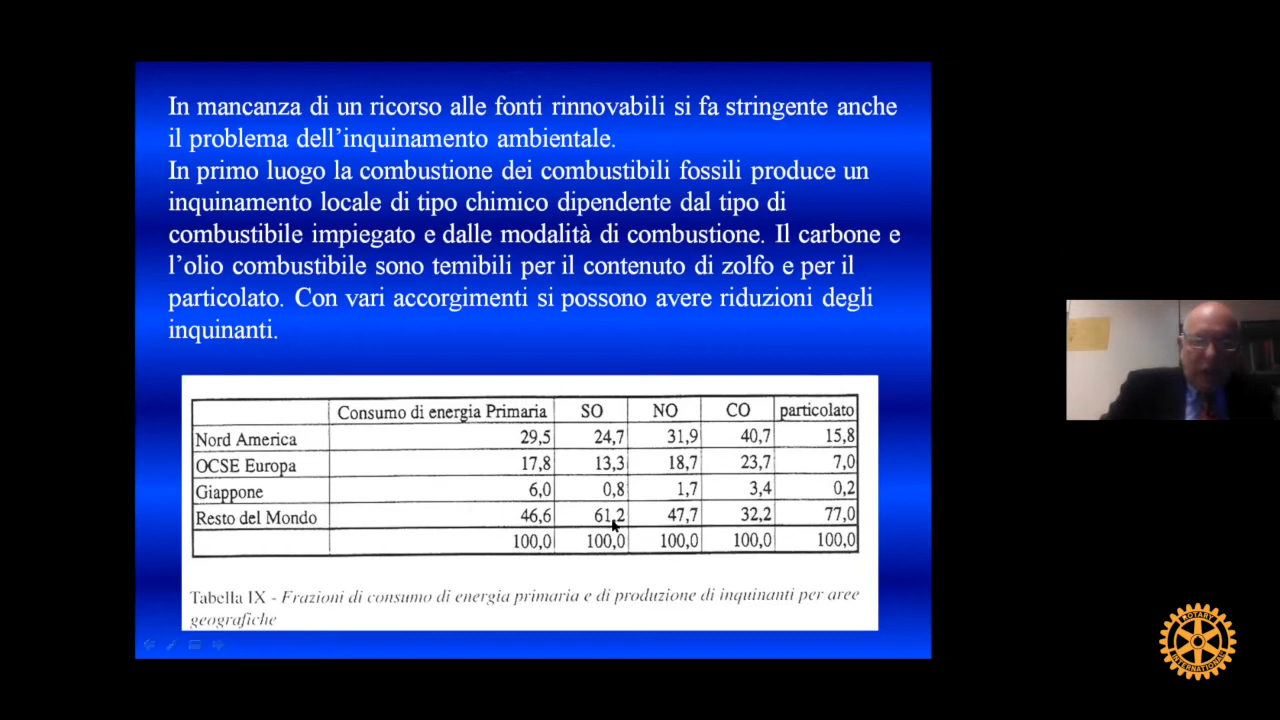 In mancanza di un ricorso alle fonti rinnovabili si fa stringente anche
il problema dell'inquinamento ambientale.
In primo luogo la combustione dei combustibili fossili produce un
inquinamento locale di tipo chimico dipendente dal tipo di
combustibile impiegato e dalle modalità di combustione. Il carbone e
l'olio combustibile sono temibili per il contenuto di zolfo e per il
particolato. Con vari accorgimenti si possono avere riduzioni degli
inquinanti.
Consumo di energia Primaria SO NO CO particolato
Nord America 29,5 24,7 31,9 40,7 15,8
OCSE Europa 17,8 13,3 18,7 23,7 7,0
Giappone 6,0 0,8 1,7 3,4 0,2
Resto del Mondo 46,6 61,2 47,7 32,2 77,0
100,0 100,0 100,0 100,0 100,0
Tabella IX - Frazioni di consumo di energia primaria e di produzione di inquinanti per aree
geografiche
ROTARY
INTERNATIONAL